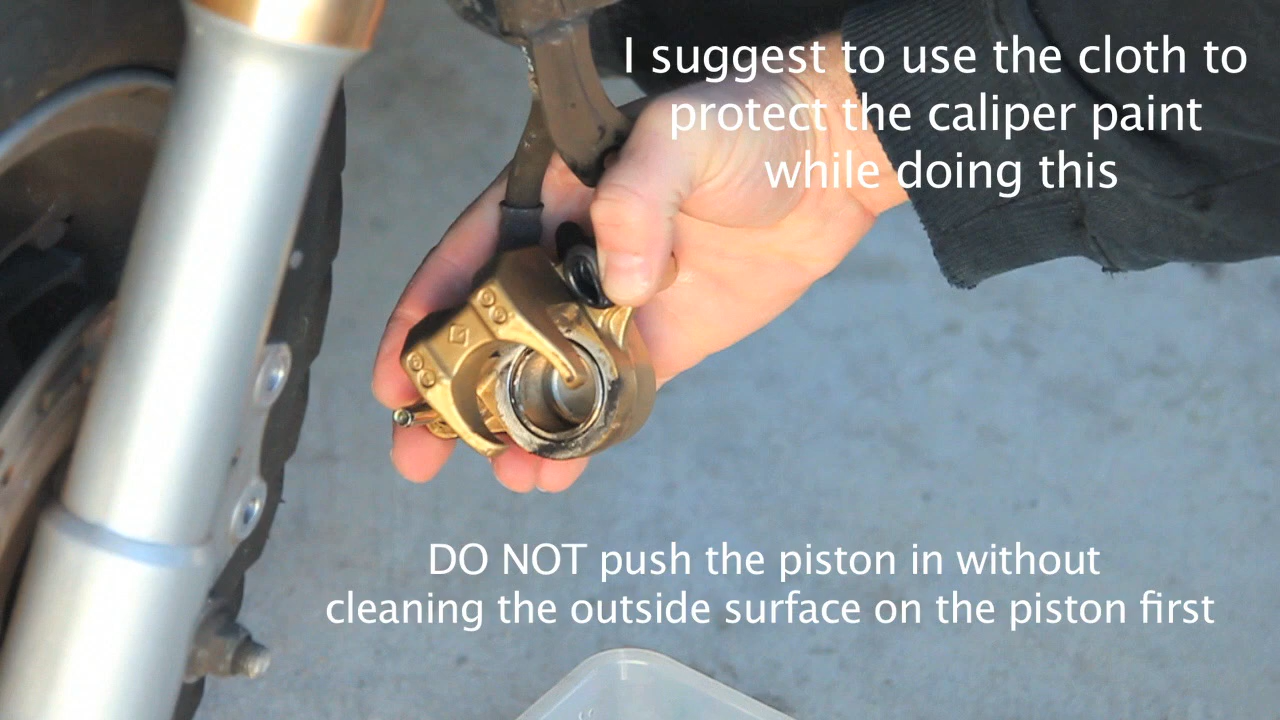 I suggest to use the cloth to
protect the caliper paint
while doing this
DO NOT push the piston in without
cleaning the outside surface on the piston first